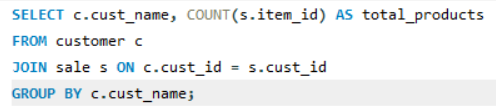 SELECT c.cust_name, COUNT(s.item_id) AS total_products
FROM customer c
JOIN sale s ON c.cust_id = s.cust_id
GROUP BY c.cust_name;